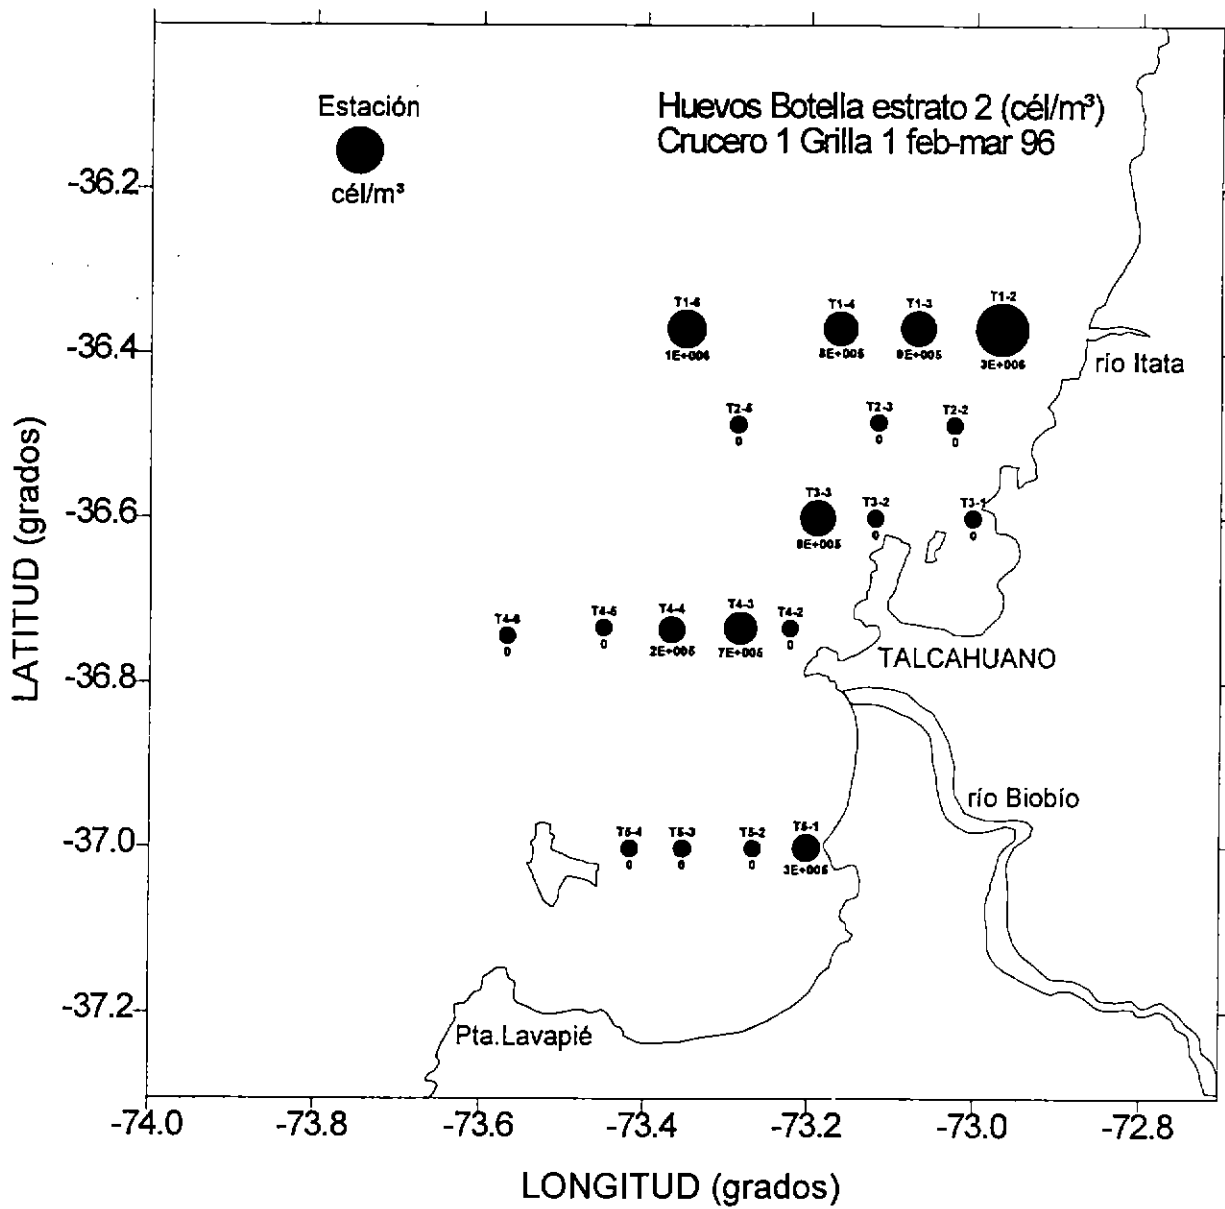 Estación
cél/m³
Huevos Botella estrato 2 (cél/m³)
Crucero 1 Grilla 1 feb-mar 96
LATITUD (grados)
-36.2
-36.4
-36.6
-36.8
-37.0
-37.2
T1-6 T1-4 T1-3 T1-2
1E+006 8E+005 9E+005 3E+006
río Itata
T2-5 T2-3 T2-2
0 0 0
T3-3 T3-2 T3-1
8E+005 0 0
T4-6 T4-5 T4-4 T4-3 T4-2
0 0 2E+005 7E+005 0
TALCAHUANO
río Biobío
T5-4 T5-3 T5-2 T5-1
0 0 0 3E+005
Pta.Lavapié
-74.0 -73.8 -73.6 -73.4 -73.2 -73.0 -72.8
LONGITUD (grados)